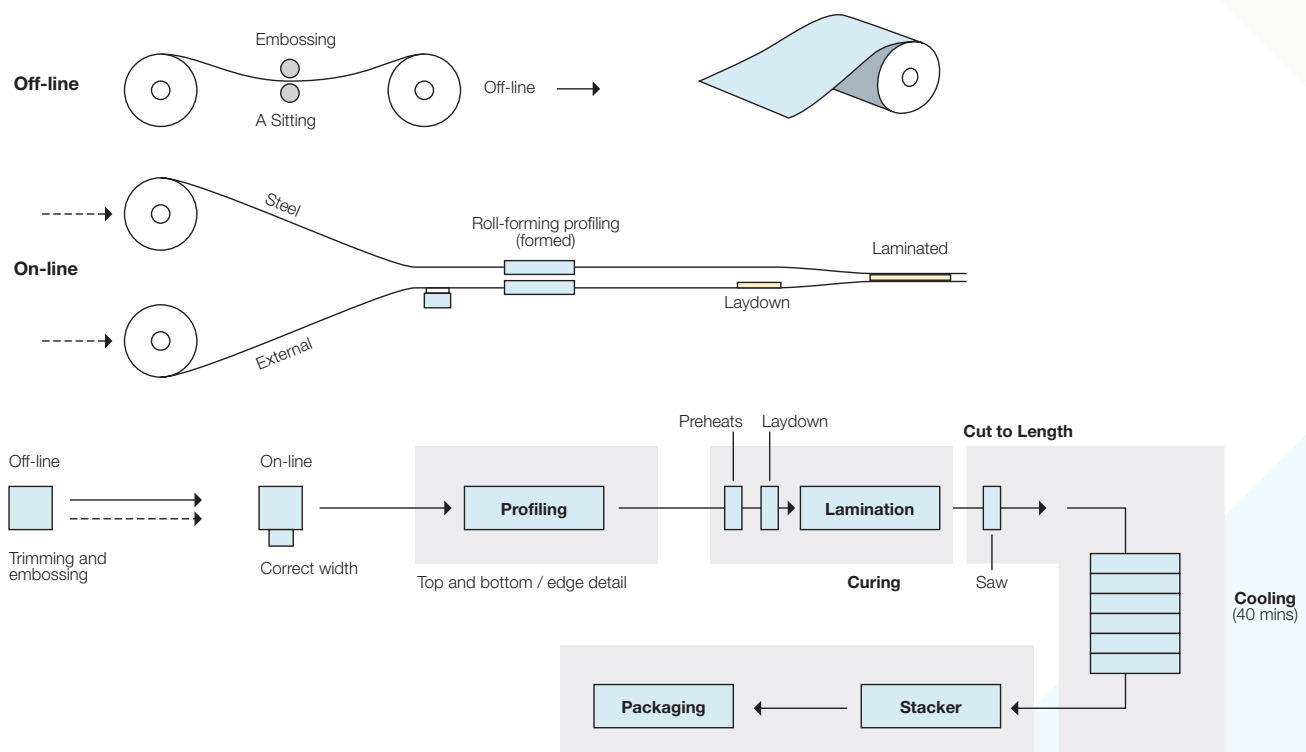 Embossing
Off-line
Off-line
A Sitting
Steel
Roll-forming profiling
(formed)
Laminated
On-line
Laydown
External
Preheats
Laydown
Cut to Length
Off-line
On-line
Profiling
Lamination
Trimming and
embossing
Correct width
Top and bottom / edge detail
Curing
Saw
Cooling
(40 mins)
Packaging
Stacker